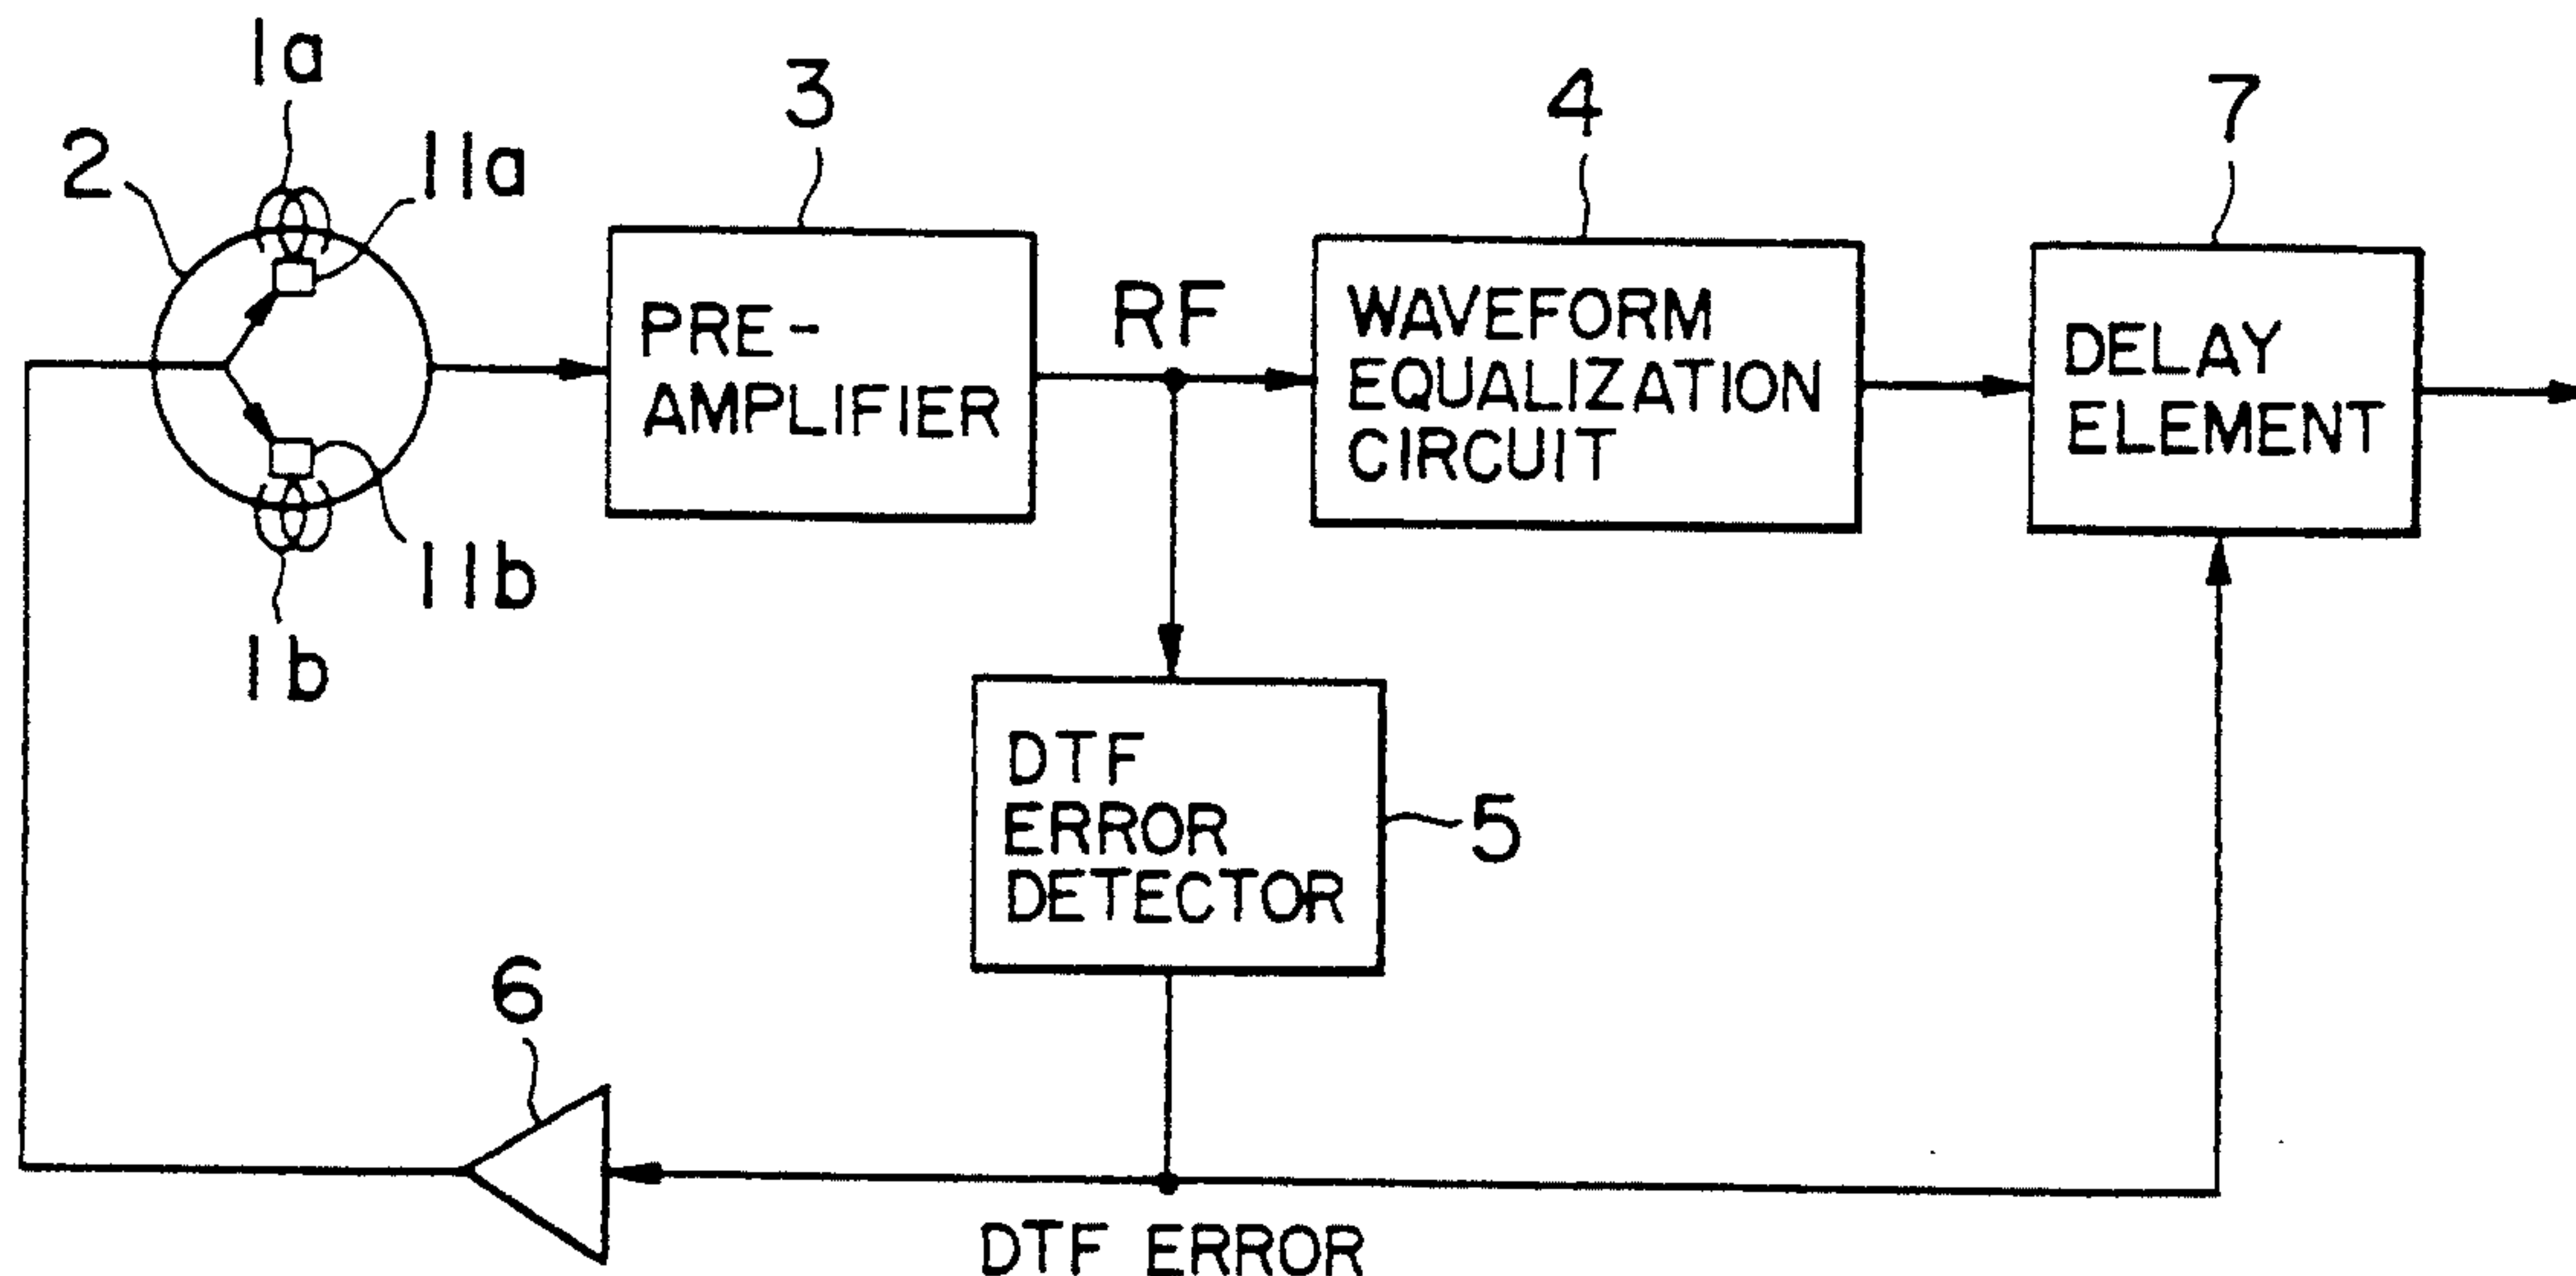 1a
2
11a
3
4
7
PRE-
AMPLIFIER
RF
WAVEFORM
EQUALIZATION
CIRCUIT
DELAY
ELEMENT
11b
1b
DTF
ERROR
DETECTOR
5
6
DTF ERROR